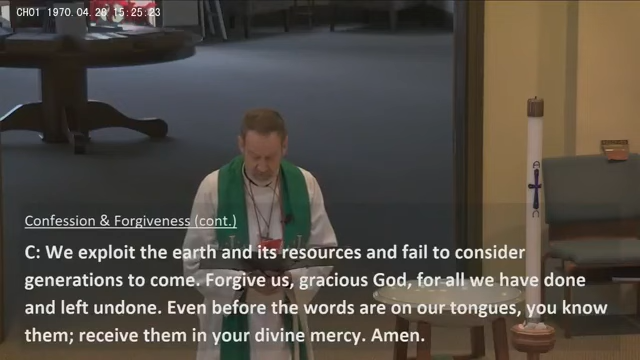 CH01 1970.04.29 15:25:23
Confession & Forgiveness (cont.)
C: We exploit the earth and its resources and fail to consider
generations to come. Forgive us, gracious God, for all we have done
and left undone. Even before the words are on our tongues, you know
them; receive them in your divine mercy. Amen.